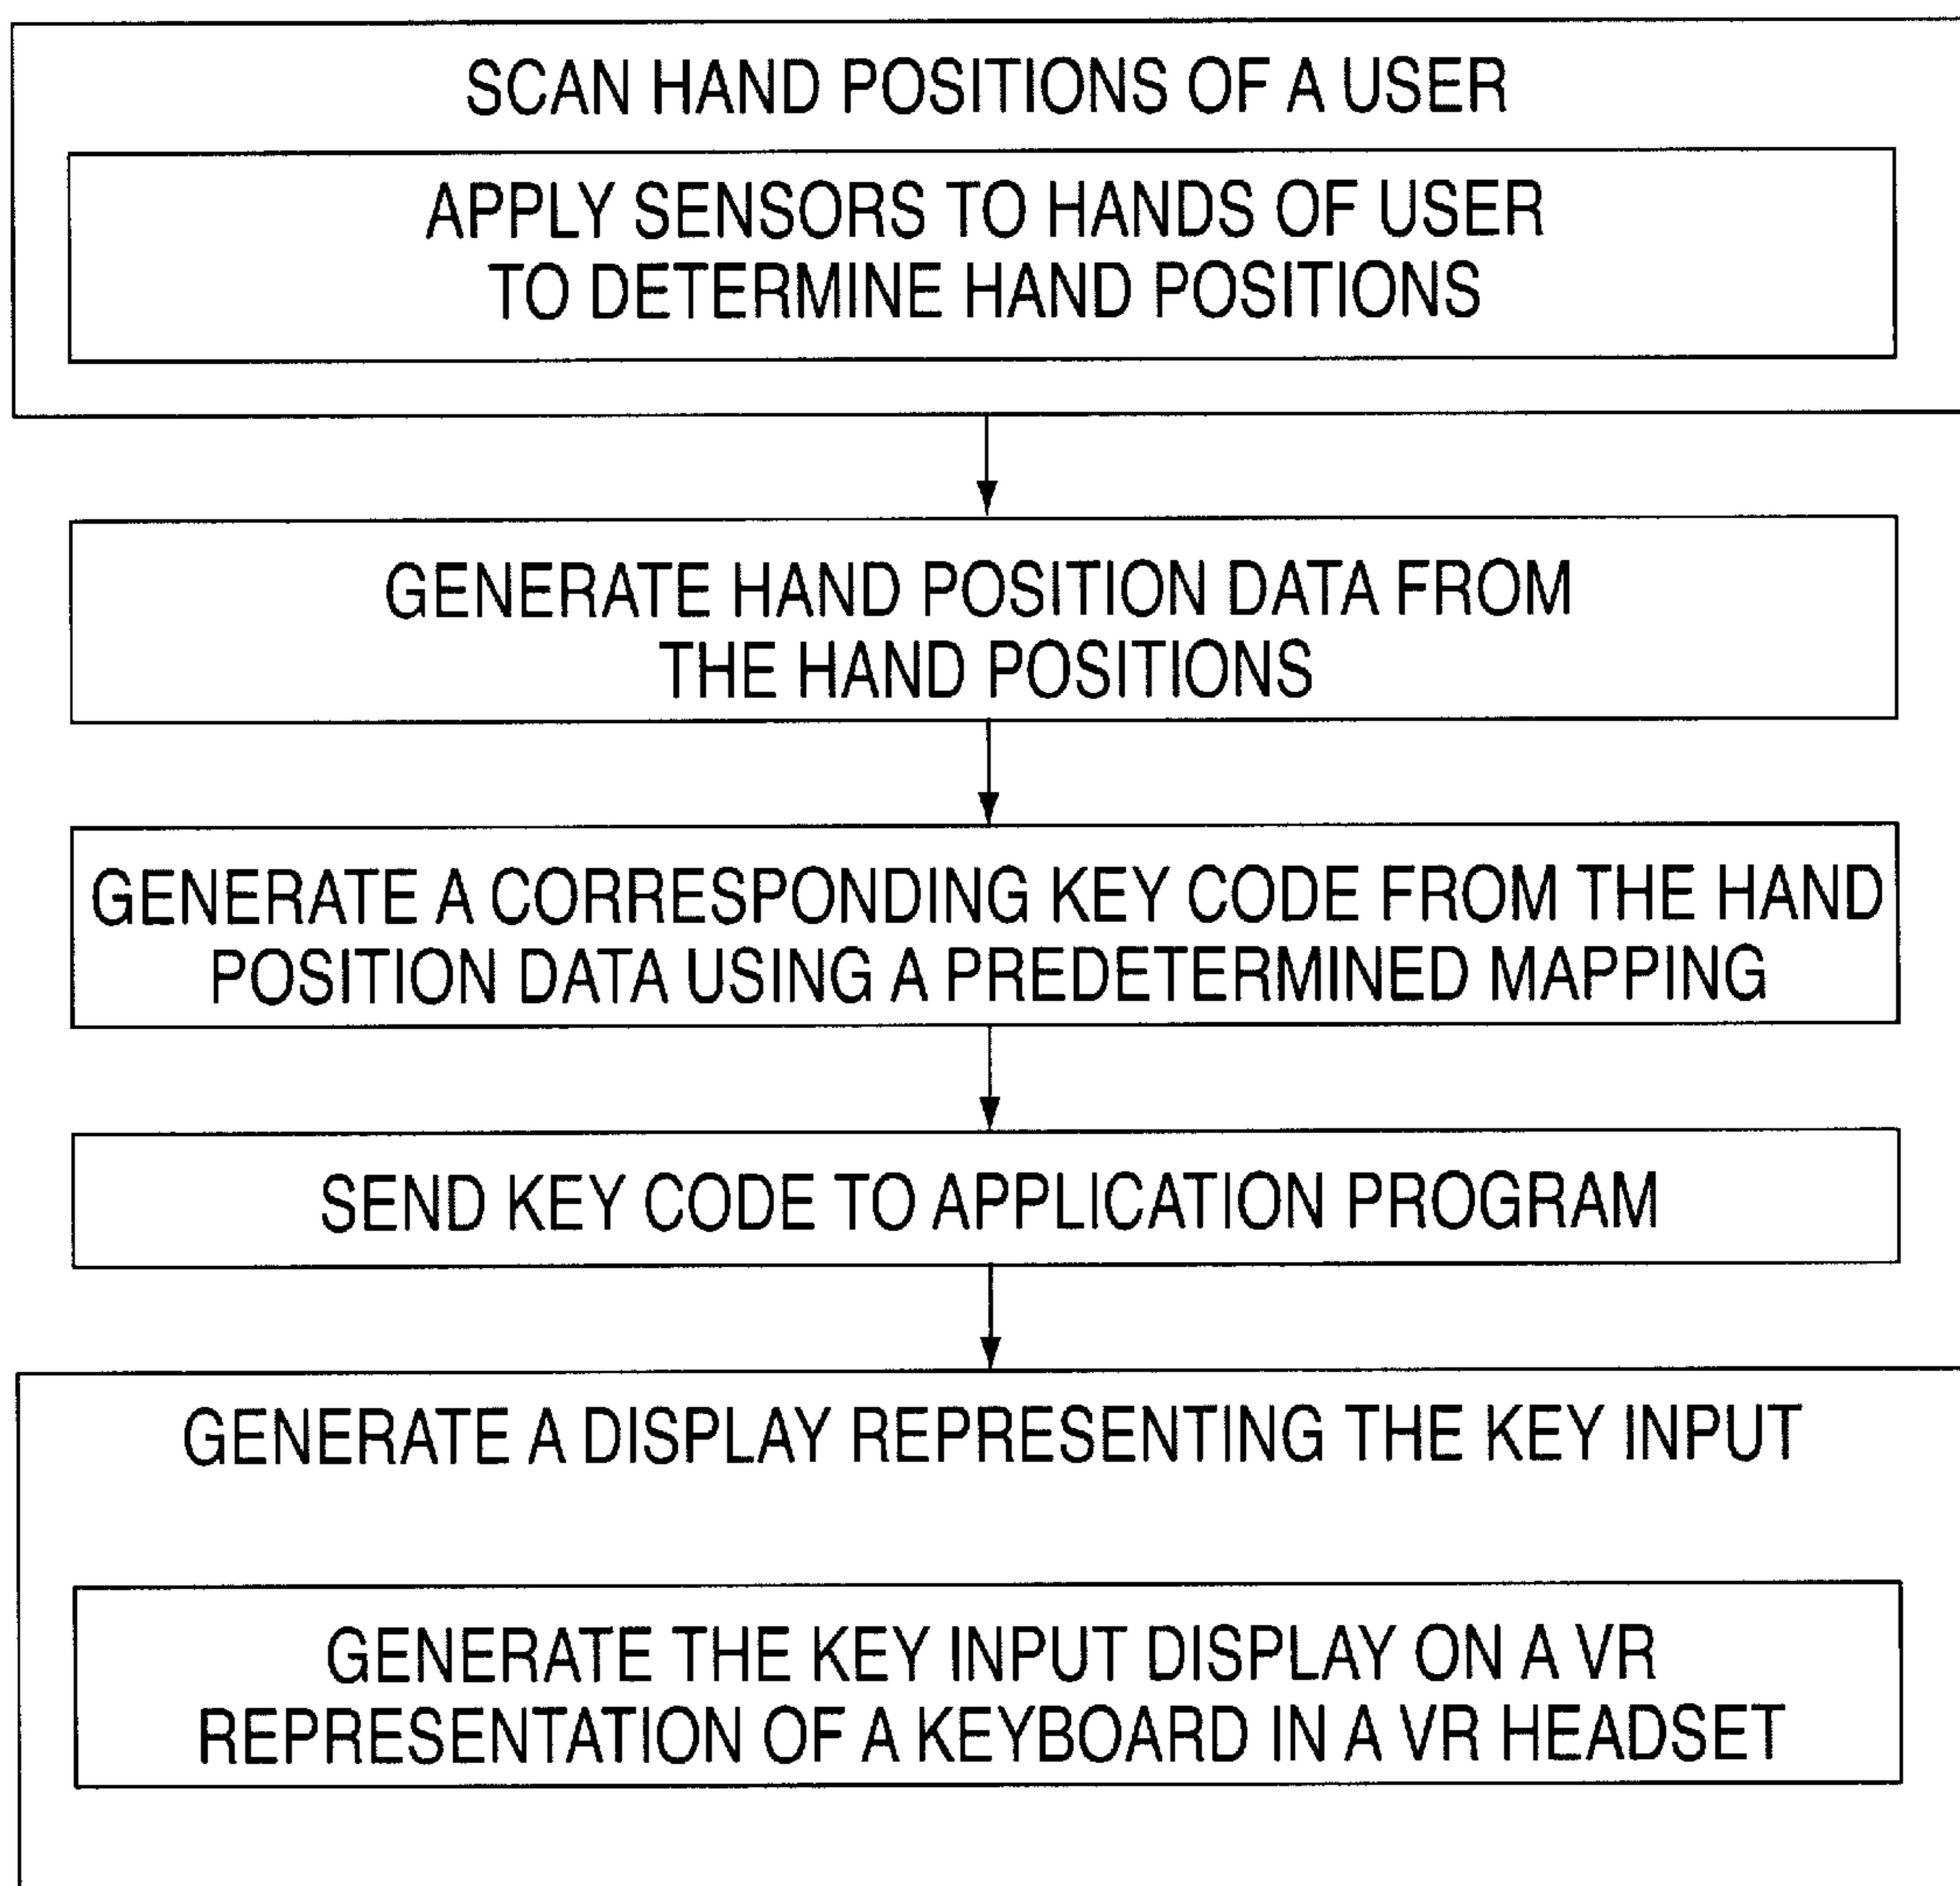 SCAN HAND POSITIONS OF A USER
APPLY SENSORS TO HANDS OF USER
TO DETERMINE HAND POSITIONS
GENERATE HAND POSITION DATA FROM
THE HAND POSITIONS
GENERATE A CORRESPONDING KEY CODE FROM THE HAND
POSITION DATA USING A PREDETERMINED MAPPING
SEND KEY CODE TO APPLICATION PROGRAM
GENERATE A DISPLAY REPRESENTING THE KEY INPUT
GENERATE THE KEY INPUT DISPLAY ON A VR
REPRESENTATION OF A KEYBOARD IN A VR HEADSET